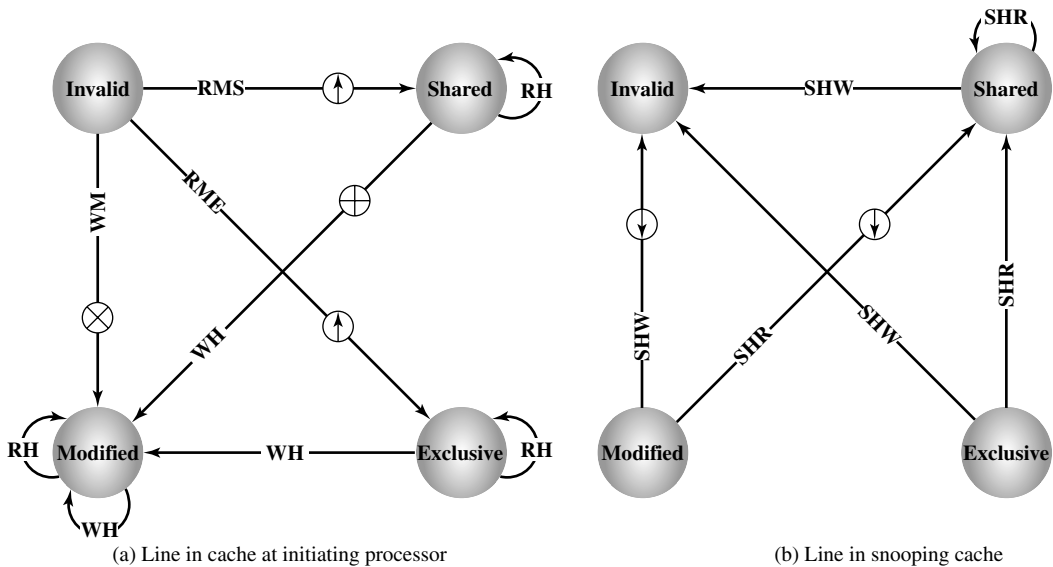 Invalid
RMS
Shared
RH
WM
RME
WH
RH
Modified
WH
WH
Exclusive
RH
(a) Line in cache at initiating processor
SHR
Invalid
SHW
Shared
SHW
SHR
SHW
SHR
Modified
Exclusive
(b) Line in snooping cache